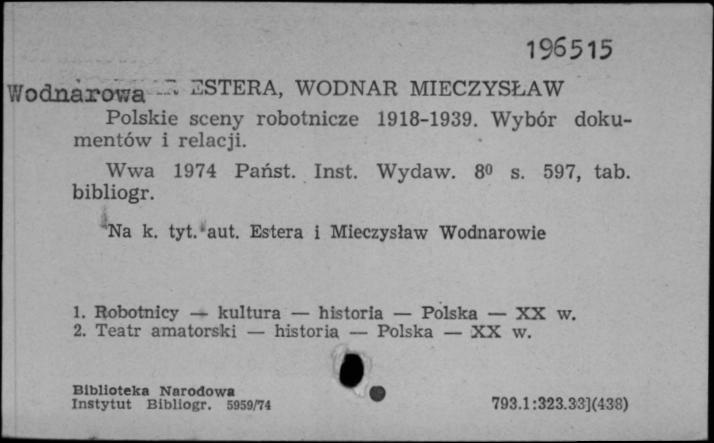 196515
Wodnarowa ESTERA, WODNAR MIECZYSŁAW
Polskie sceny robotnicze 1918-1939. Wybór doku-
mentów i relacji.
Wwa 1974 Państ. Inst. Wydaw. 8⁰ s. 597, tab.
bibliogr.
Na k. tyt. aut. Estera i Mieczysław Wodnarowie
1. Robotnicy — kultura — historia — Polska — XX w.
2. Teatr amatorski — historia — Polska — XX w.
Biblioteka Narodowa
Instytut Bibliogr. 5959/74
793.1:323.33](438)